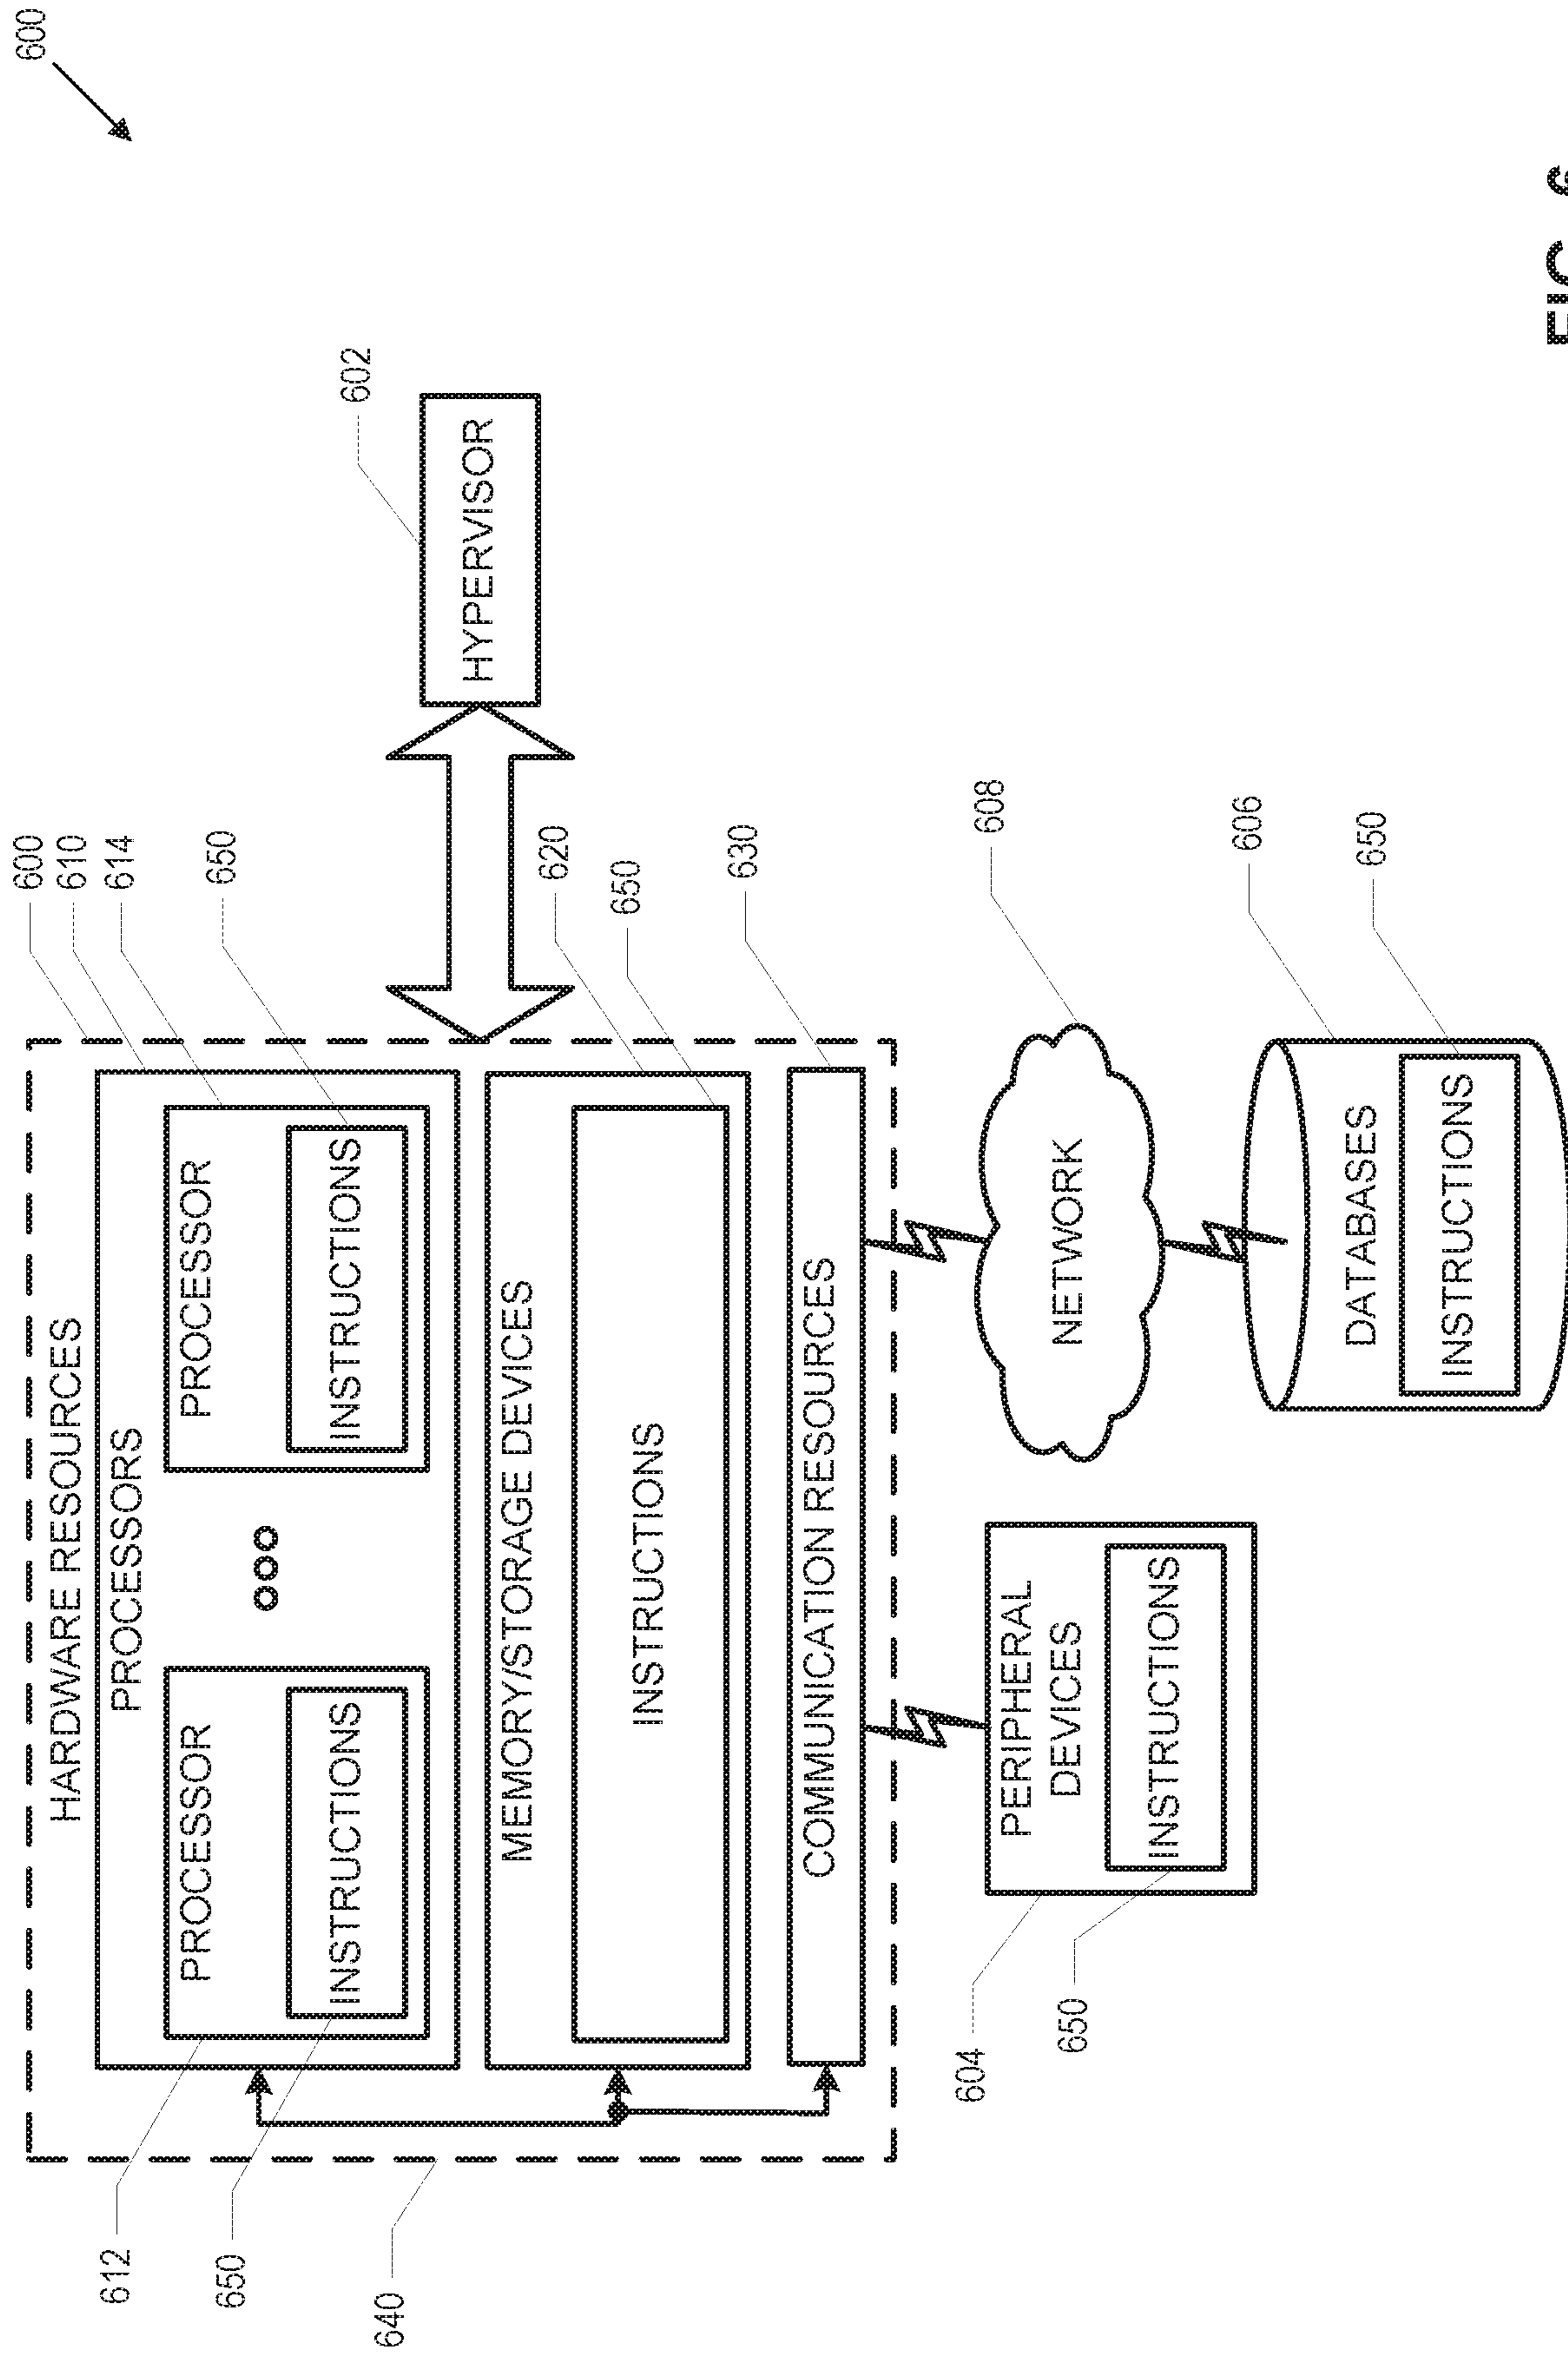 600
HARDWARE RESOURCES
600
PROCESSORS
610
612
PROCESSOR
PROCESSOR
614
650
INSTRUCTIONS
INSTRUCTIONS
650
640
HYPERVISOR
602
MEMORY/STORAGE DEVICES
620
INSTRUCTIONS
650
COMMUNICATION RESOURCES
630
604
PERIPHERAL
DEVICES
650
INSTRUCTIONS
NETWORK
608
DATABASES
606
INSTRUCTIONS
650